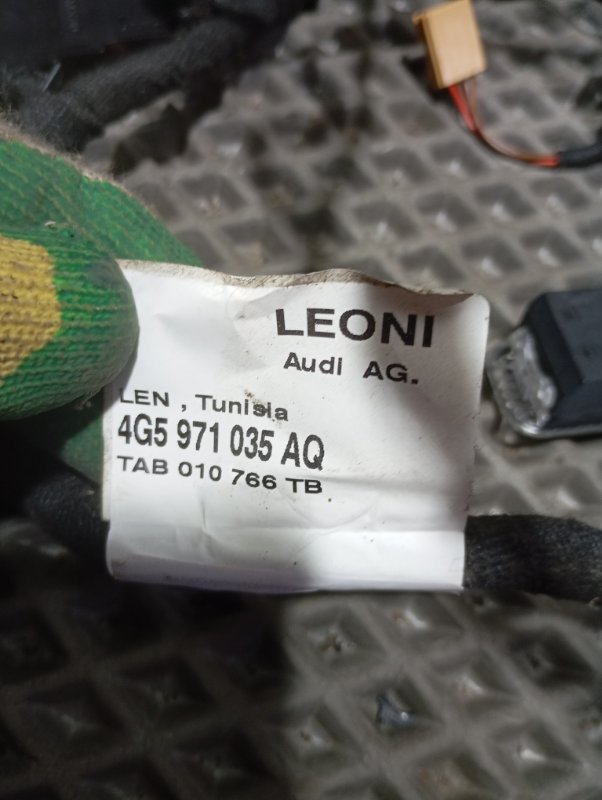 LEONI
Audi AG.
LEN , Tunisia
4G5 971 035 AQ
TAB 010 766 TB